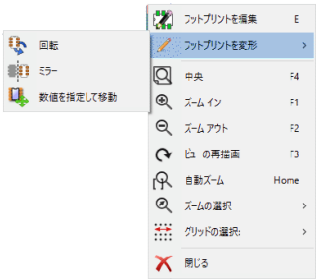 フットプリントを編集 E
フットプリントを変形
回転
ミラー
数値を指定して移動
中央 F4
ズーム イン F1
ズーム アウト F2
ビューの再描画 F3
自動ズーム Home
ズームの選択
グリッドの選択:
閉じる